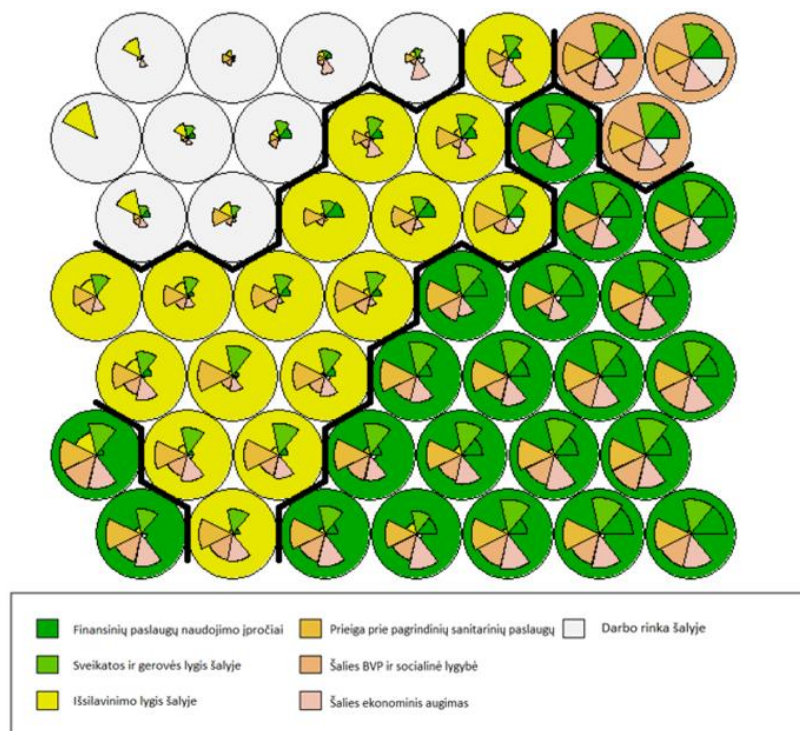 Finansinių paslaugų naudojimo įpročiai
Prieiga prie pagrindinių sanitarinių paslaugų
Darbo rinka šalyje
Sveikatos ir gerovės lygis šalyje
Šalies BVP ir socialinė lygybė
Išsilavinimo lygis šalyje
Šalies ekonominis augimas